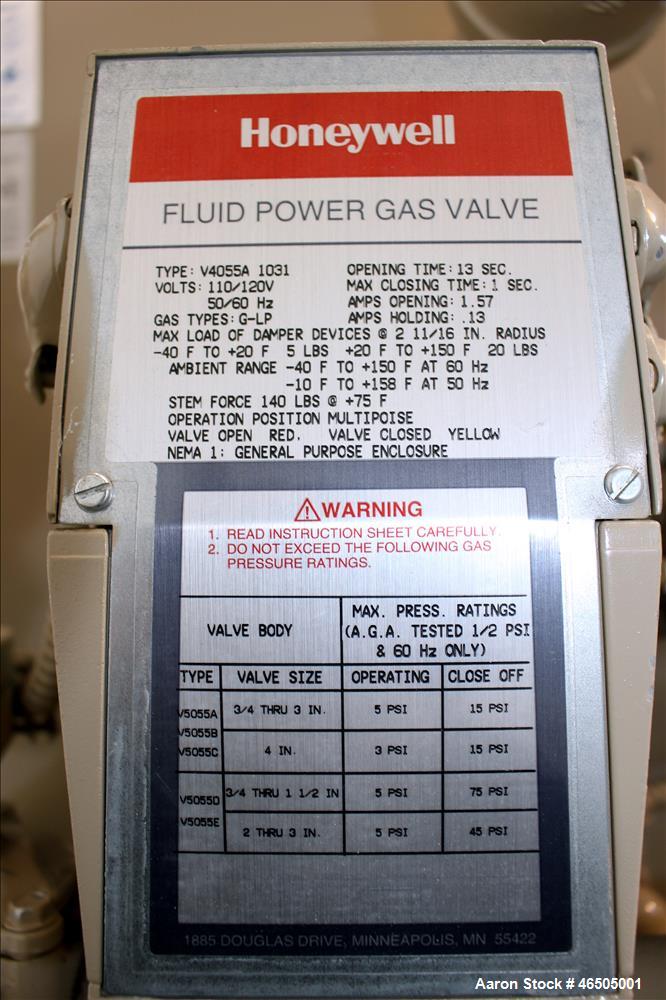 Honeywell
FLUID POWER GAS VALVE
TYPE: V4055A 1031 OPENING TIME: 13 SEC.
VOLTS: 110/120V MAX CLOSING TIME: 1 SEC.
50/60 Hz AMPS OPENING: 1.57
GAS TYPES: G-LP AMPS HOLDING: .13
MAX LOAD OF DAMPER DEVICES @ 2 11/16 IN. RADIUS
-40 F TO +20 F 5 LBS +20 F TO +150 F 20 LBS
AMBIENT RANGE -40 F TO +150 F AT 60 Hz
-10 F TO +158 F AT 50 Hz
STEM FORCE 140 LBS @ +75 F
OPERATION POSITION MULTIPOISE
VALVE OPEN RED, VALVE CLOSED YELLOW
NEMA 1: GENERAL PURPOSE ENCLOSURE
⚠WARNING
1. READ INSTRUCTION SHEET CAREFULLY.
2. DO NOT EXCEED THE FOLLOWING GAS
PRESSURE RATINGS.
VALVE BODY
MAX. PRESS. RATINGS
(A.G.A. TESTED 1/2 PSI
& 60 Hz ONLY)
TYPE VALVE SIZE OPERATING CLOSE OFF
V5055A 3/4 THRU 3 IN. 5 PSI 15 PSI
V5055B
V5055C 4 IN. 3 PSI 15 PSI
V5055D 3/4 THRU 1 1/2 IN 5 PSI 75 PSI
V5055E 2 THRU 3 IN. 5 PSI 45 PSI
1885 DOUGLAS DRIVE, MINNEAPOLIS, MN 55422
Aaron Stock # 46505001